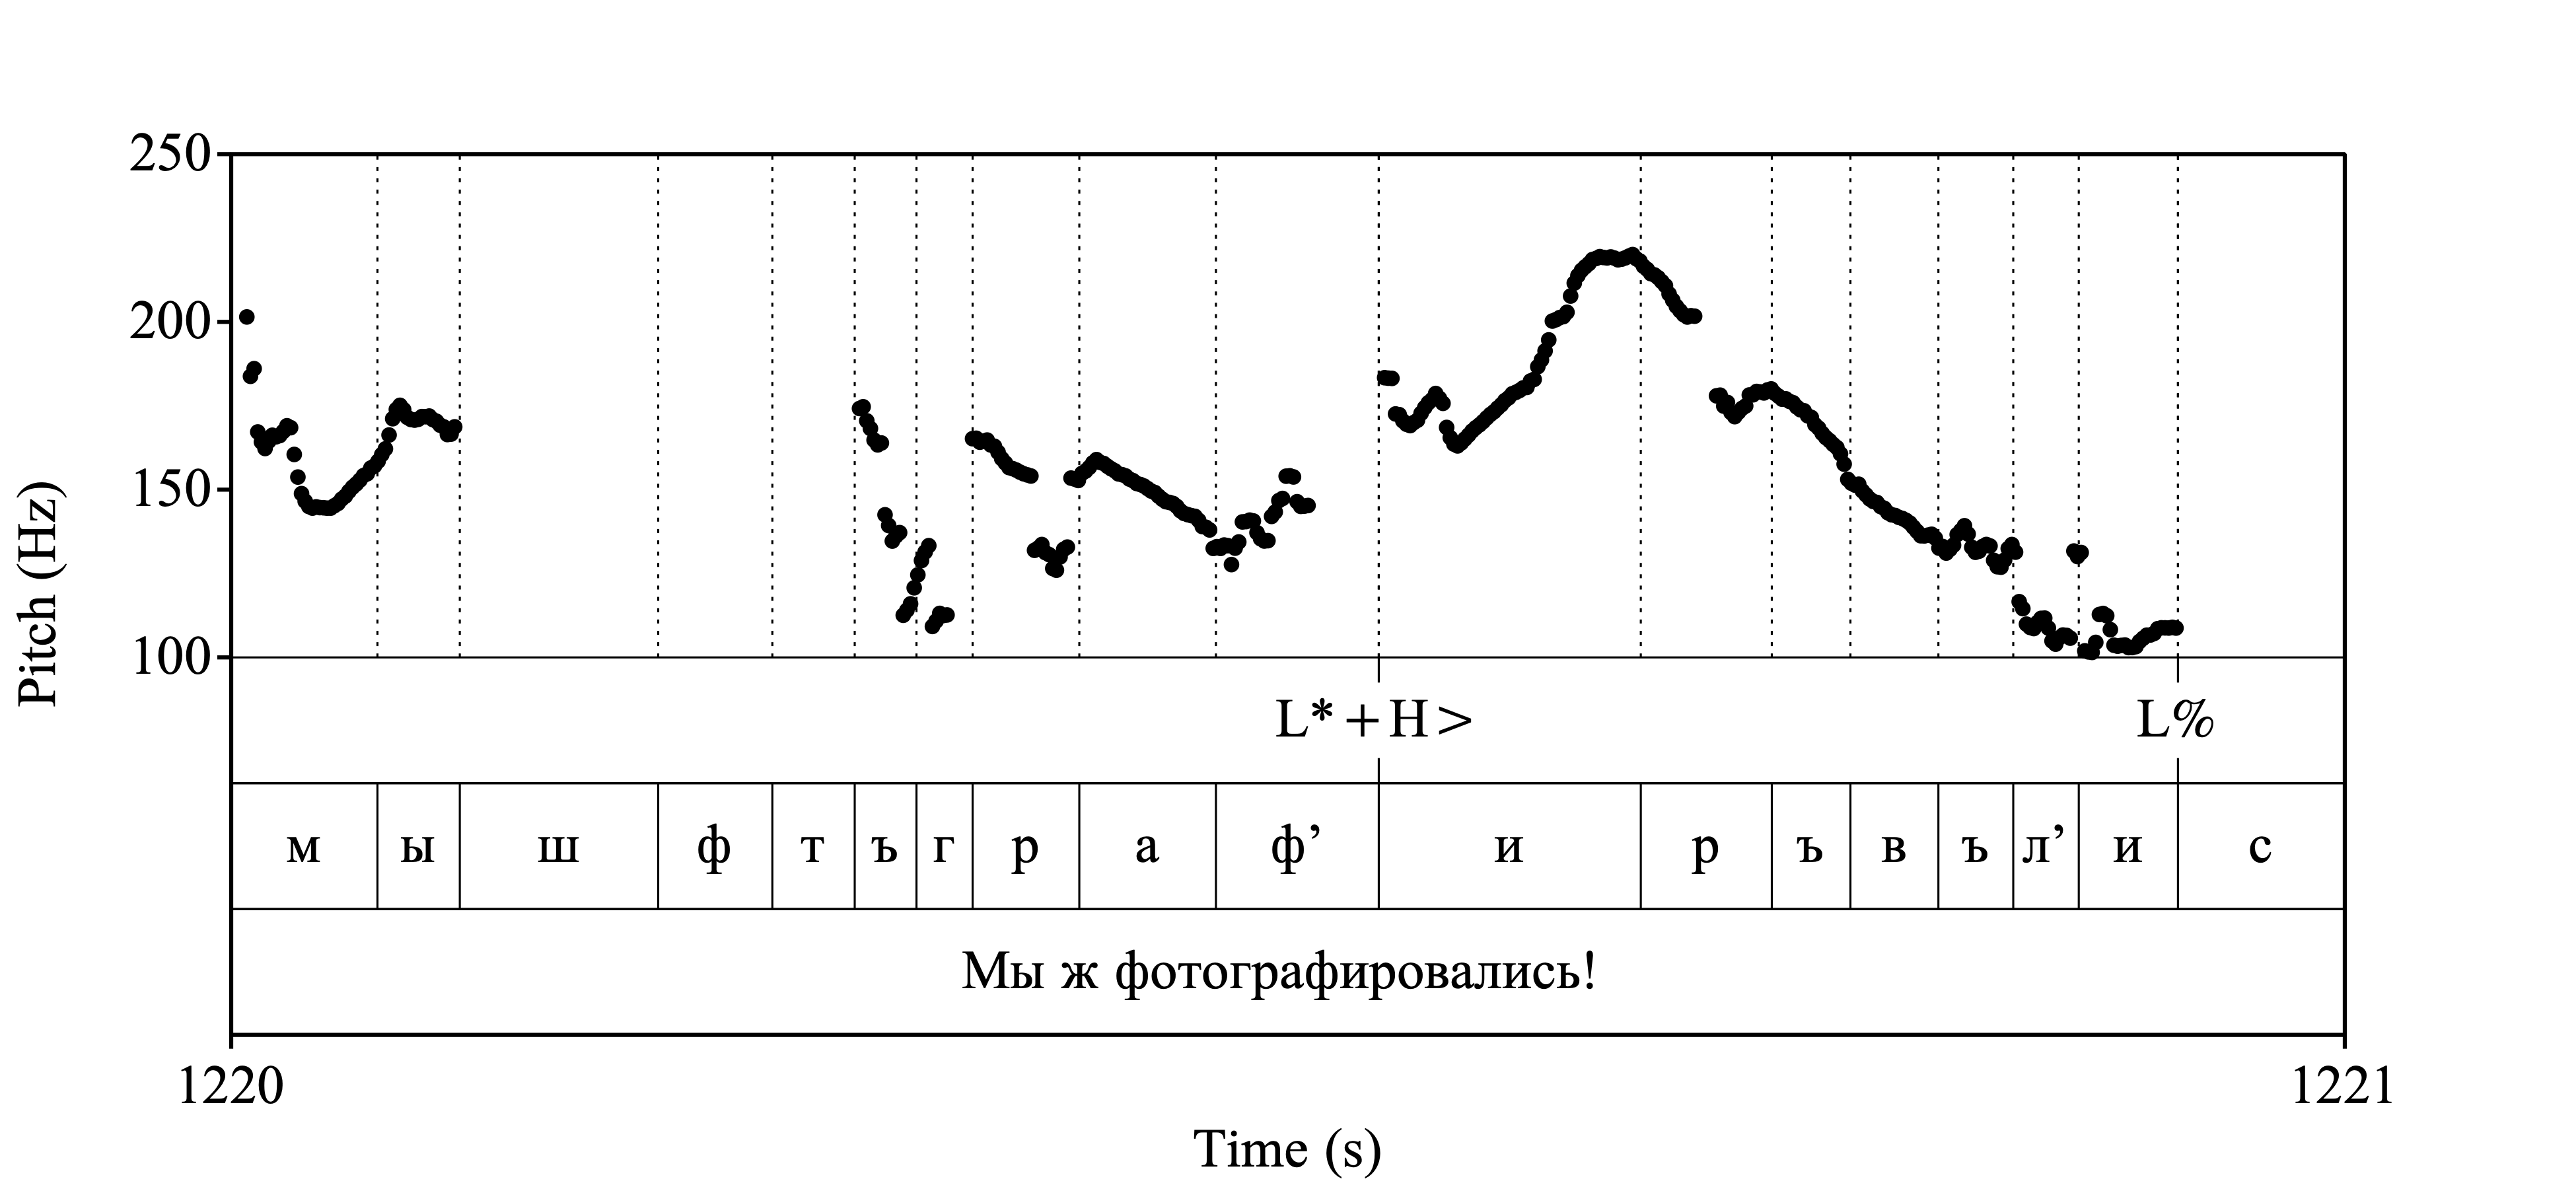 250
200
150
100
Pitch (Hz)
L*+H> L%
м ы ш ф т ъ г р а ф’ и р ъ в ъ л’ и с
Мы ж фотографировались!
1220 1221
Time (s)